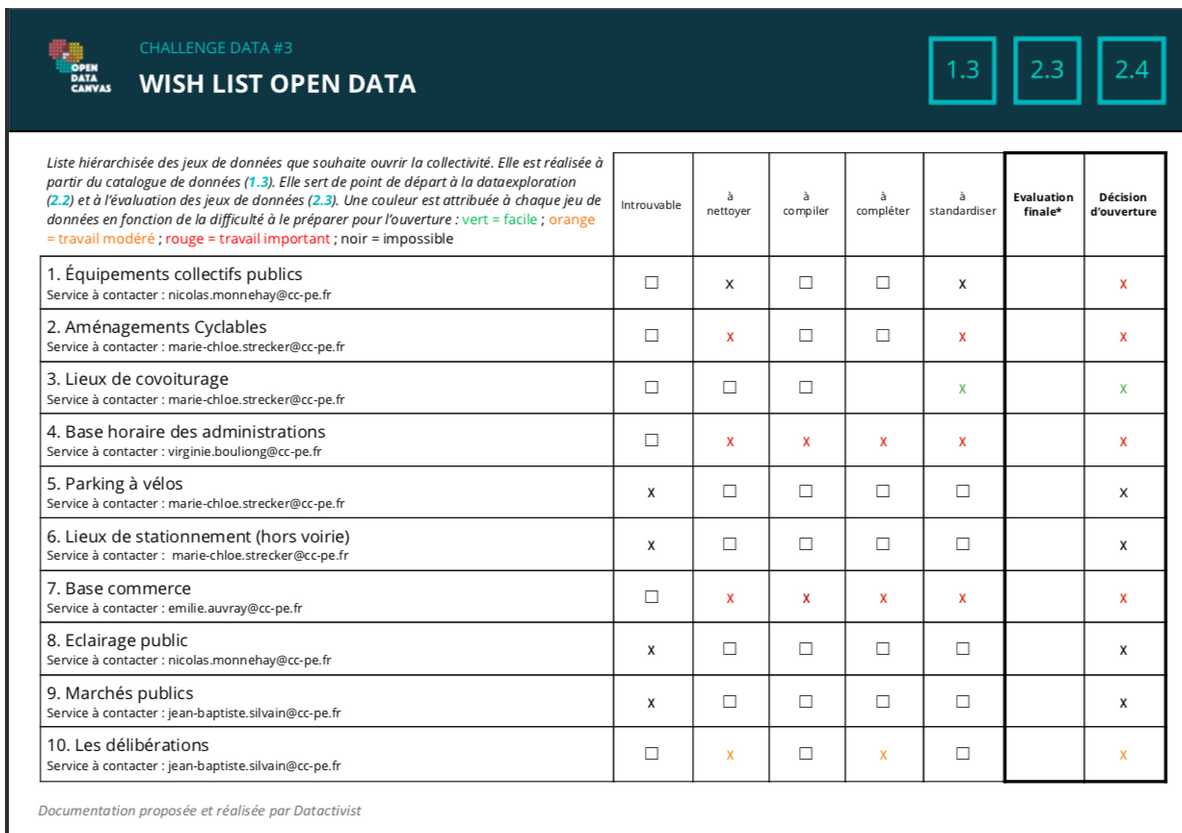 CHALLENGE DATA #3
OPEN
DATA
CANVAS
WISH LIST OPEN DATA
1.3
2.3
2.4
Liste hiérarchisée des jeux de données que souhaite ouvrir la collectivité. Elle est réalisée à
partir du catalogue de données (1.3). Elle sert de point de départ à la dataexploration
(2.2) et à l'évaluation des jeux de données (2.3). Une couleur est attribuée à chaque jeu de
données en fonction de la difficulté à le préparer pour l'ouverture : vert = facile ; orange
= travail modéré ; rouge = travail important ; noir = impossible
Introuvable
à
nettoyer
à
compiler
à
compléter
à
standardiser
Evaluation
finale*
Décision
d'ouverture
1. Équipements collectifs publics
Service à contacter : nicolas.monnehay@cc-pe.fr
☐ x ☐ ☐ x x
2. Aménagements Cyclables
Service à contacter : marie-chloe.strecker@cc-pe.fr
☐ x ☐ ☐ x x
3. Lieux de covoiturage
Service à contacter : marie-chloe.strecker@cc-pe.fr
☐ ☐ ☐ x x
4. Base horaire des administrations
Service à contacter : virginie.bouliong@cc-pe.fr
☐ x x x x x
5. Parking à vélos
Service à contacter : marie-chloe.strecker@cc-pe.fr
x ☐ ☐ ☐ ☐ x
6. Lieux de stationnement (hors voirie)
Service à contacter :  marie-chloe.strecker@cc-pe.fr
x ☐ ☐ ☐ ☐ x
7. Base commerce
Service à contacter : emilie.auvray@cc-pe.fr
☐ x x x x x
8. Eclairage public
Service à contacter : nicolas.monnehay@cc-pe.fr
x ☐ ☐ ☐ ☐ x
9. Marchés publics
Service à contacter : jean-baptiste.silvain@cc-pe.fr
x ☐ ☐ ☐ ☐ x
10. Les délibérations
Service à contacter : jean-baptiste.silvain@cc-pe.fr
☐ x ☐ x ☐ x
Documentation proposée et réalisée par Datactivist